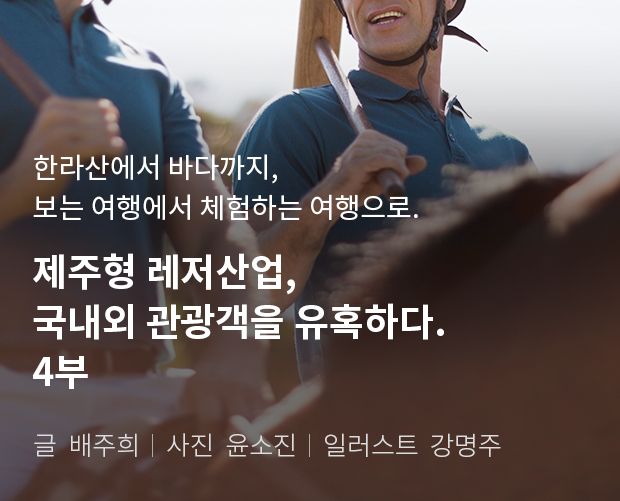 한라산에서 바다까지,
보는 여행에서 체험하는 여행으로.
제주형 레저산업,
국내외 관광객을 유혹하다.
4부
글 배주희 | 사진 윤소진 | 일러스트 강명주